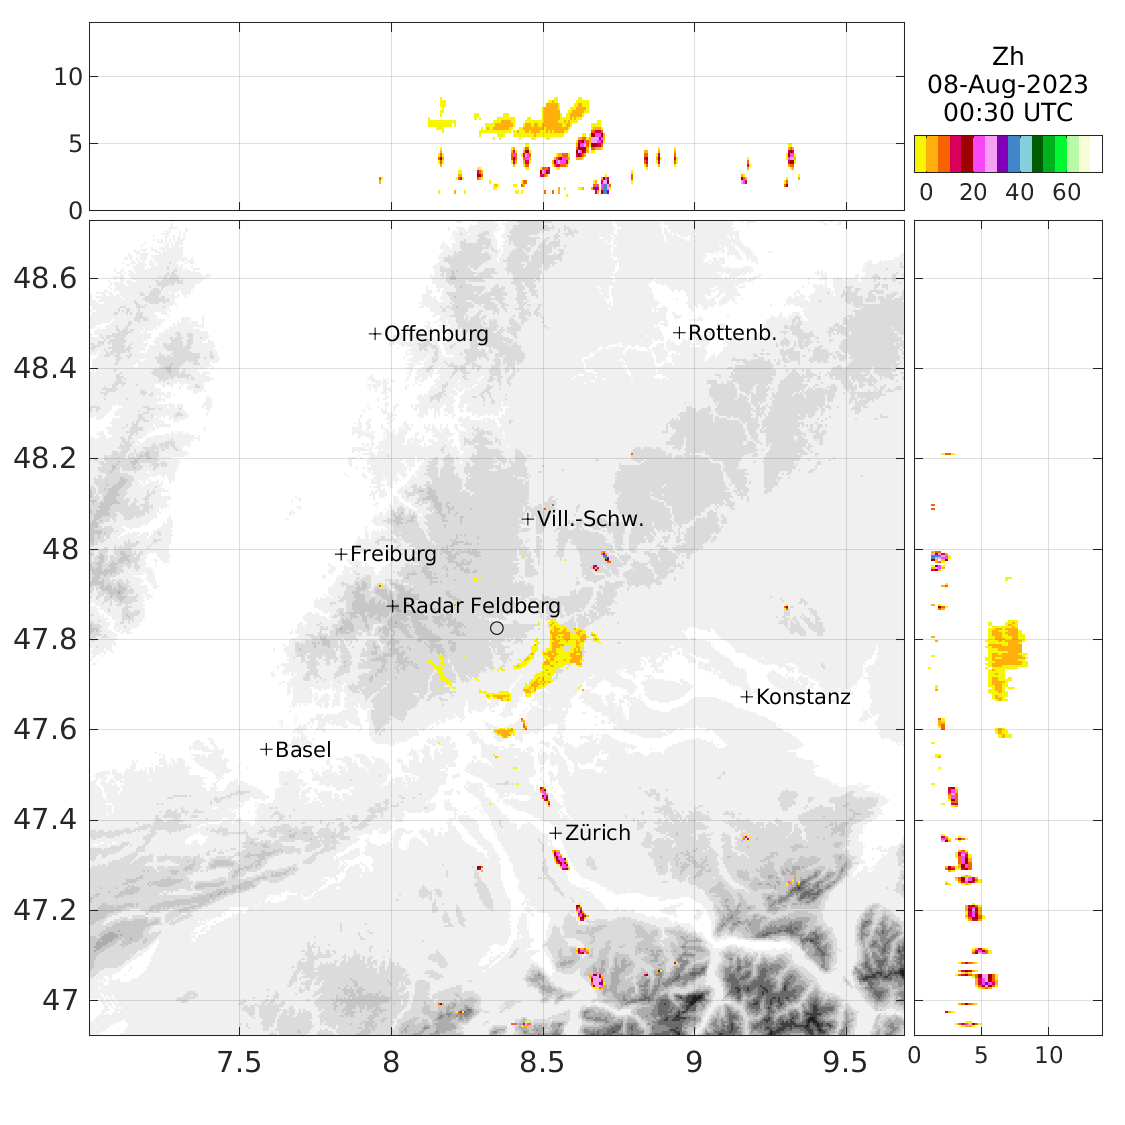 Zh
08-Aug-2023
00:30 UTC
0 20 40 60
10
5
0
48.6
48.4
48.2
48
47.8
47.6
47.4
47.2
47
Offenburg
Rottenb.
Vill.-Schw.
Freiburg
Radar Feldberg
Konstanz
Basel
Zürich
7.5 8 8.5 9 9.5
0 5 10